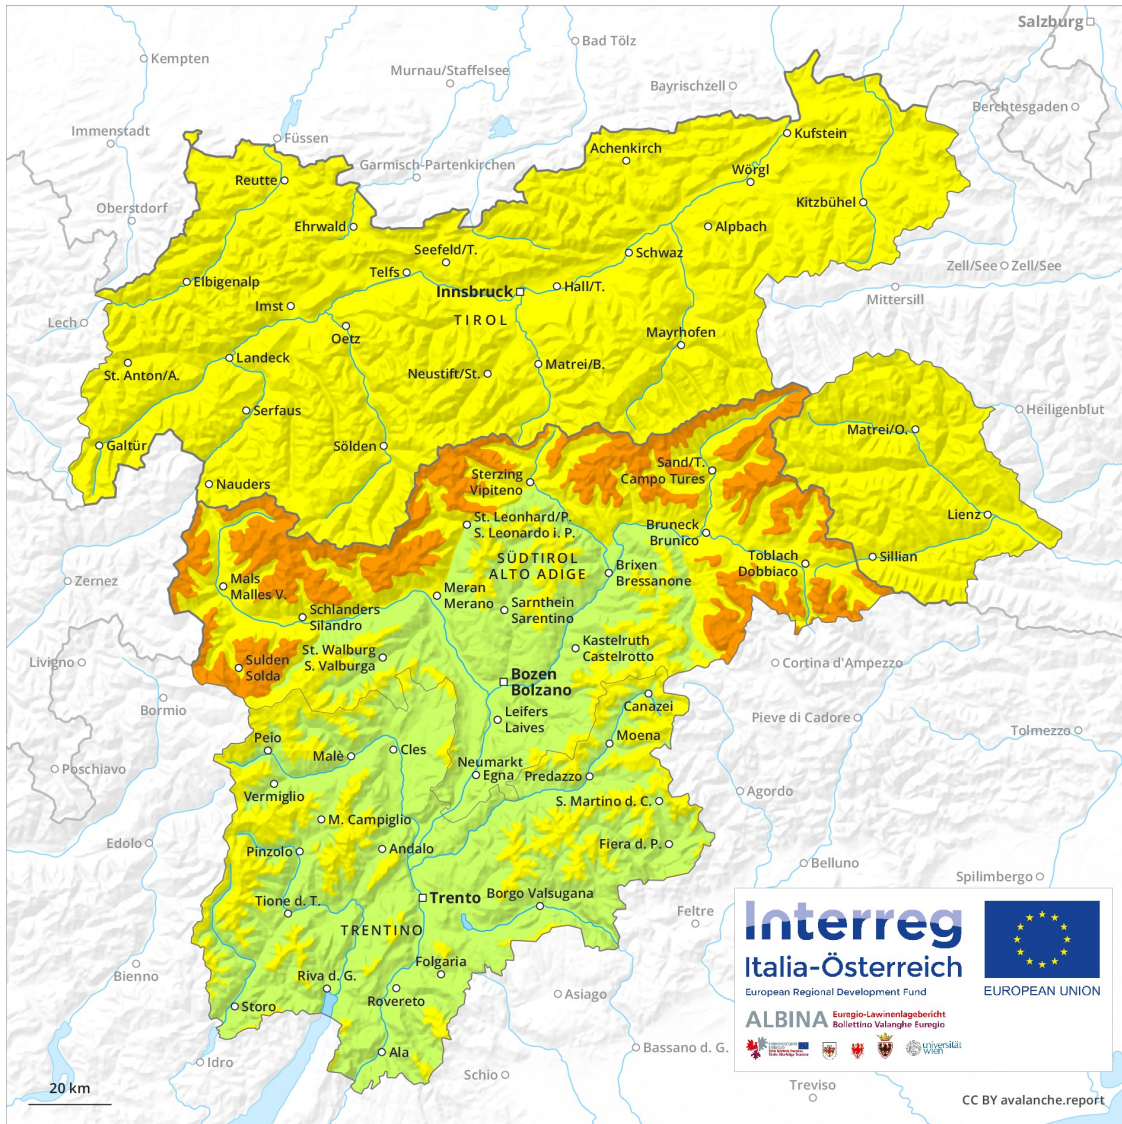 Salzburg
Bad Tölz
Kempten
Murnau/Staffelsee
Bayrischzell
Berchtesgaden
Immenstadt
Füssen
Kufstein
Achenkirch
Garmisch-Partenkirchen
Wörgl
Reutte
Kitzbühel
Oberstdorf
Ehrwald
Alpbach
Seefeld/T.
Schwaz
Telfs
Zell/See
Zell/See
Elbigenalp
Innsbruck
Hall/T.
Mittersill
Imst
TIROL
Lech
Oetz
Mayrhofen
Landeck
Matrei/B.
St. Anton/A.
Neustift/St.
Serfaus
Heiligenblut
Matrei/O.
Galtür
Sölden
Sand/T.
Campo Tures
Sterzing
Vipiteno
Nauders
Lienz
St. Leonhard/P.
S. Leonardo i. P.
Bruneck
Brunico
SÜDTIROL
ALTO ADIGE
Toblach
Dobbiaco
Sillian
Brixen
Bressanone
Zernez
Mals
Malles V.
Meran
Merano
Sarnthein
Sarentino
Schlanders
Silandro
Kastelruth
Castelrotto
St. Walburg
S. Valburga
Livigno
Sulden
Solda
Cortina d'Ampezzo
Bozen
Bolzano
Bormio
Canazei
Leifers
Laives
Pieve di Cadore
Tolmezzo
Peio
Moena
Malè
Cles
Neumarkt
Egna
Predazzo
Poschiavo
Vermiglio
Agordo
S. Martino d. C.
M. Campiglio
Edolo
Pinzolo
Andalo
Fiera d. P.
Belluno
Spilimbergo
Tione d. T.
Trento
Borgo Valsugana
Feltre
TRENTINO
Folgaria
Bienno
Riva d. G.
Rovereto
Asiago
Storo
Ala
Bassano d. G.
Idro
Schio
Treviso
20 km
Interreg
Italia-Österreich
European Regional Development Fund
EUROPEAN UNION
ALBINA
Euregio-Lawinenlagebericht
Bollettino Valanghe Euregio
universität
wien
CC BY avalanche.report